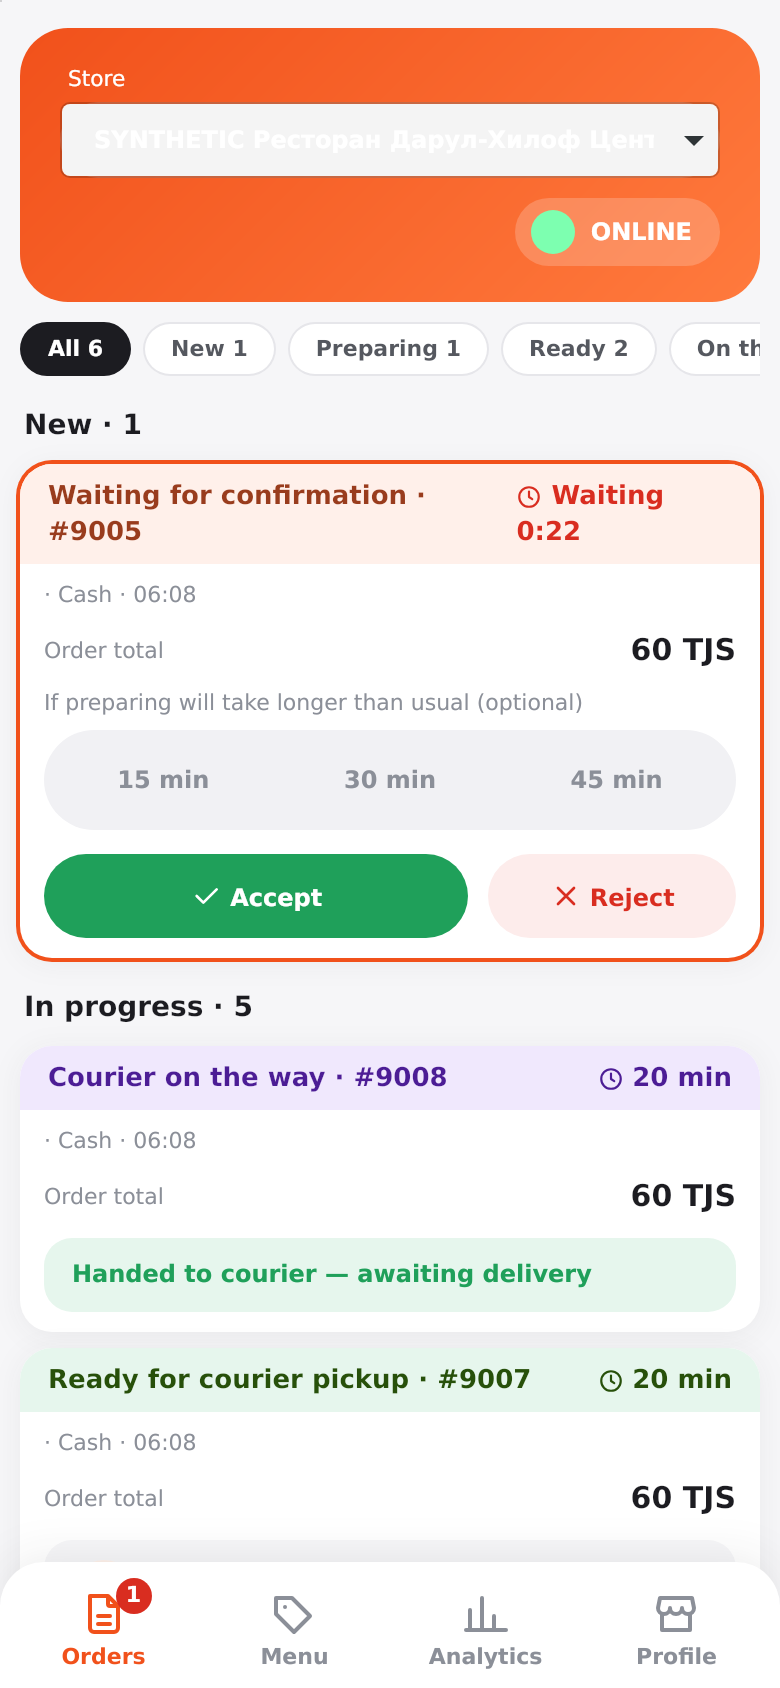 Store
SYNTHETIC Ресторан Дарул-Хилоф Цент
ONLINE
All 6
New 1
Preparing 1
Ready 2
On th
New · 1
Waiting for confirmation ·
#9005
Waiting
0:22
· Cash · 06:08
Order total
60 TJS
If preparing will take longer than usual (optional)
15 min
30 min
45 min
Accept
Reject
In progress · 5
Courier on the way · #9008
20 min
· Cash · 06:08
Order total
60 TJS
Handed to courier — awaiting delivery
Ready for courier pickup · #9007
20 min
· Cash · 06:08
Order total
60 TJS
1
Orders
Menu
Analytics
Profile